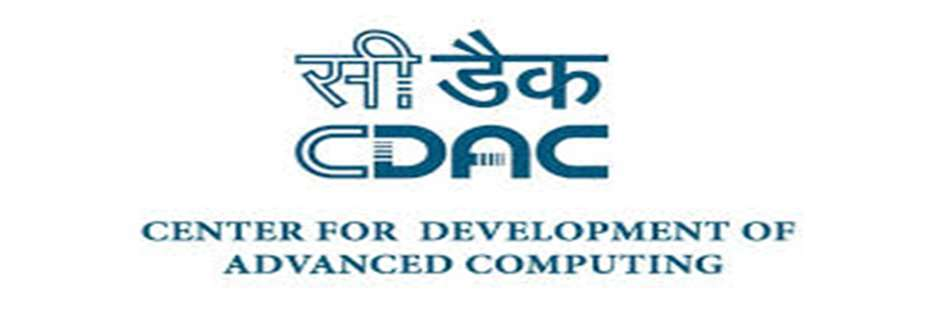 सी डैक
CDAC
CENTER FOR DEVELOPMENT OF
ADVANCED COMPUTING